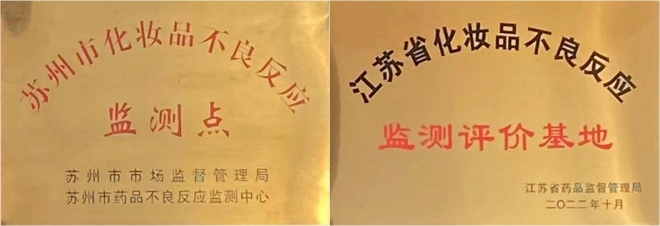 苏州市化妆品不良反应
监测点
苏州市市场监督管理局
苏州市药品不良反应监测中心
江苏省化妆品不良反应
监测评价基地
江苏省药品监督管理局
二〇二二年十月